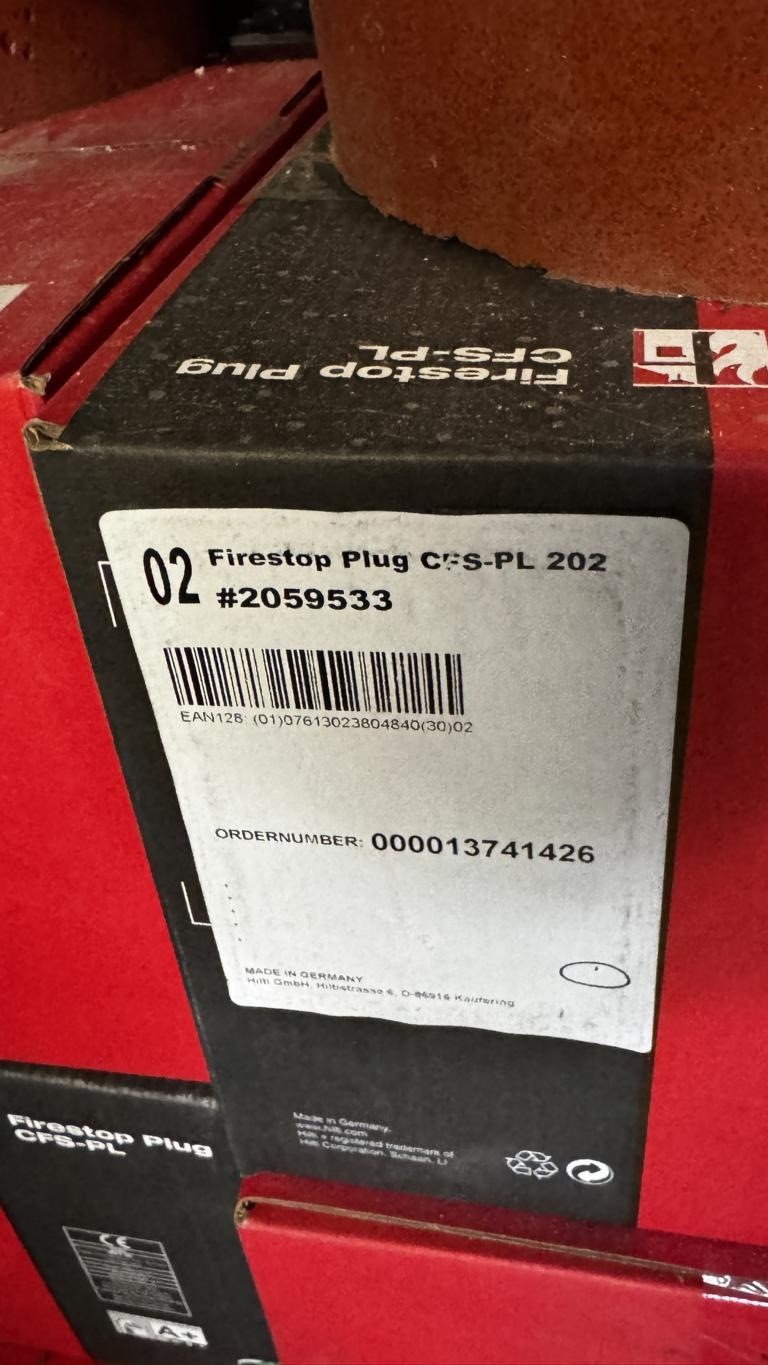 Firestop Plug
CFS-PL
02 Firestop Plug CFS-PL 202
#2059533
EAN128: (01)07613023804840(30)02
ORDERNUMBER: 000013741426
MADE IN GERMANY
Hilti GmbH, Hiltistrasse 6, D-86916 Kaufering
Made in Germany.
www.hilti.com
Hilti = registered trademark of
Hilti Corporation, Schaan, LI
Firestop Plug
CFS-PL
CE
A+